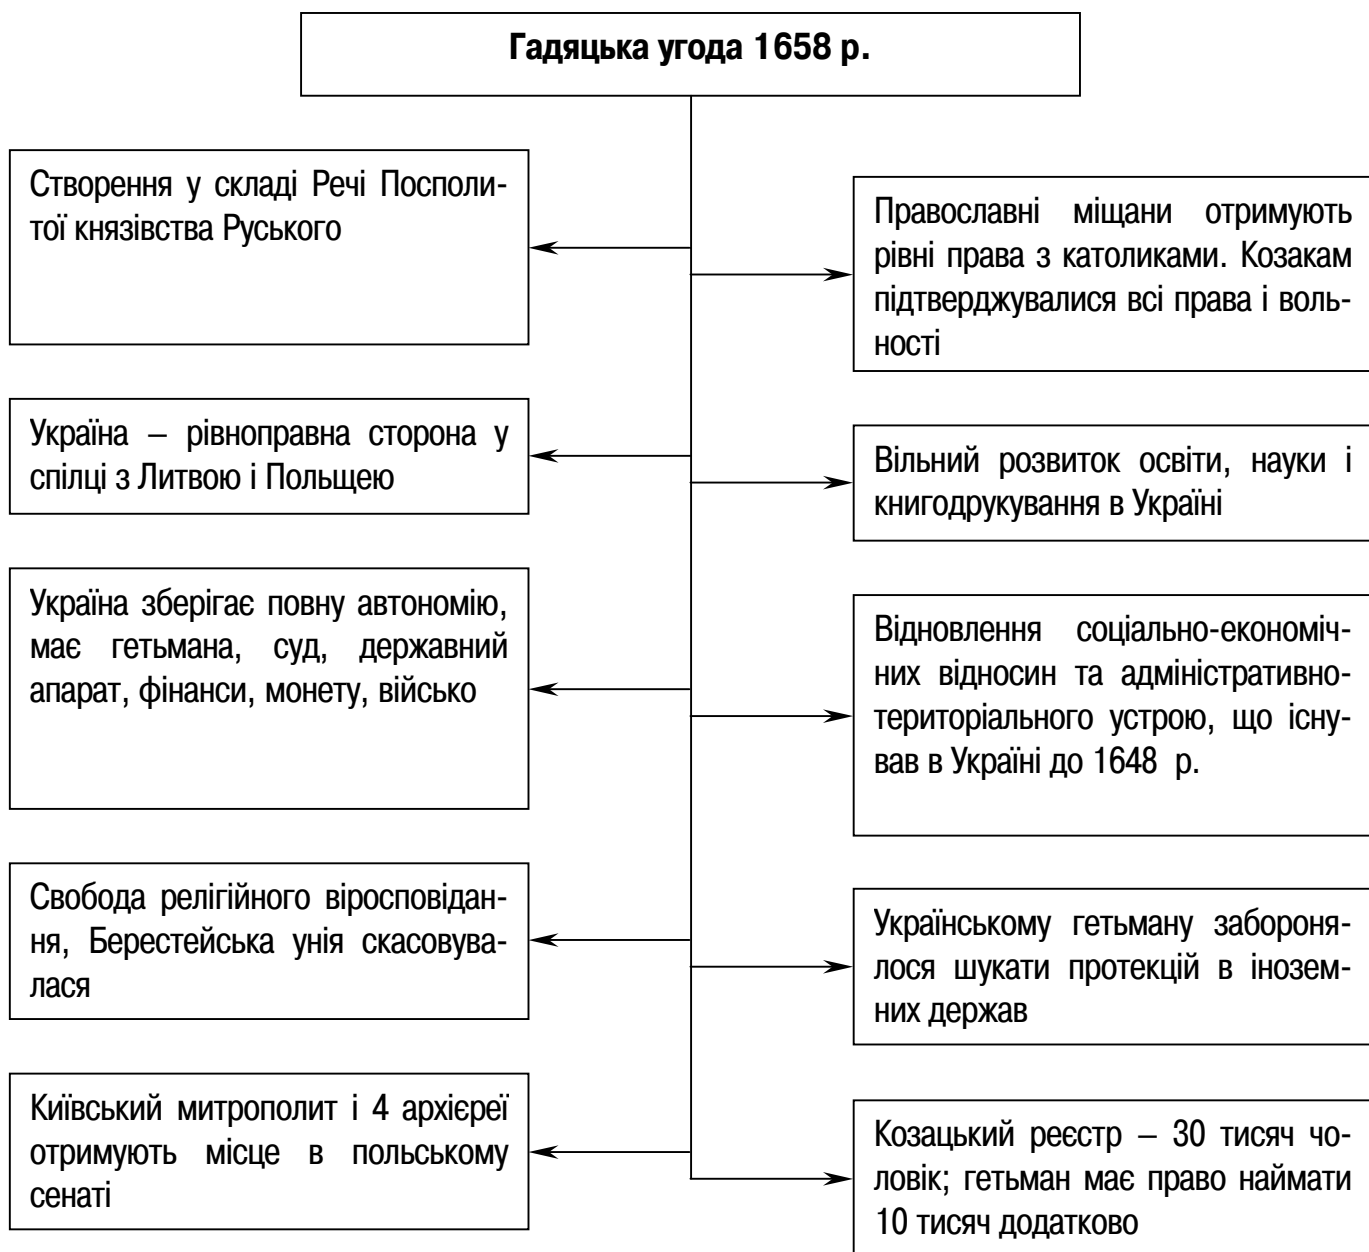 Гадяцька угода 1658 р.
Створення у складі Речі Посполи-
тої князівства Руського
Україна – рівноправна сторона у
спілці з Литвою і Польщею
Україна зберігає повну автономію,
має гетьмана, суд, державний
апарат, фінанси, монету, військо
Свобода релігійного віросповідан-
ня, Берестейська унія скасовува-
лася
Київський митрополит і 4 архієреї
отримують місце в польському
сенаті
Православні міщани отримують
рівні права з католиками. Козакам
підтверджувалися всі права і воль-
ності
Вільний розвиток освіти, науки і
книгодрукування в Україні
Відновлення соціально-економіч-
них відносин та адміністративно-
територіального устрою, що існу-
вав в Україні до 1648 р.
Українському гетьману забороня-
лося шукати протекцій в інозем-
них держав
Козацький реєстр – 30 тисяч чо-
ловік; гетьман має право наймати
10 тисяч додатково